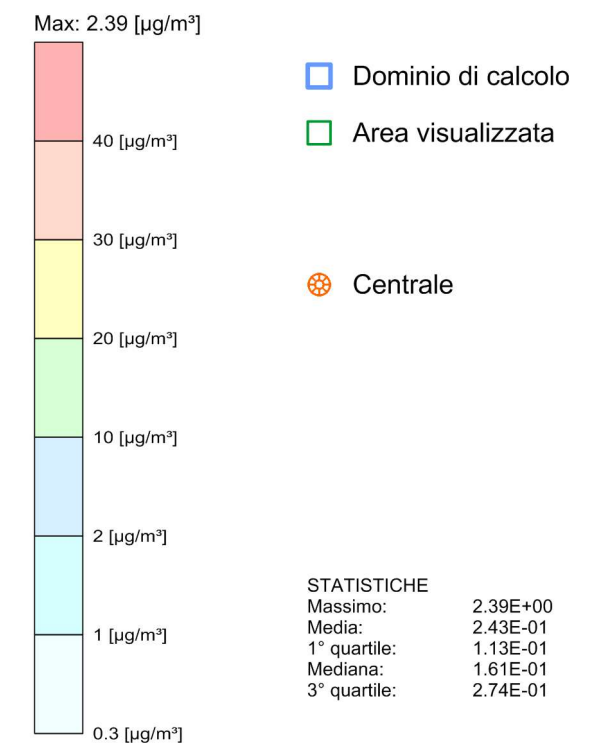 Max: 2.39 [µg/m³]
40 [µg/m³]
30 [µg/m³]
20 [µg/m³]
10 [µg/m³]
2 [µg/m³]
1 [µg/m³]
0.3 [µg/m³]
Dominio di calcolo
Area visualizzata
Centrale
STATISTICHE
Massimo: 2.39E+00
Media: 2.43E-01
1° quartile: 1.13E-01
Mediana: 1.61E-01
3° quartile: 2.74E-01